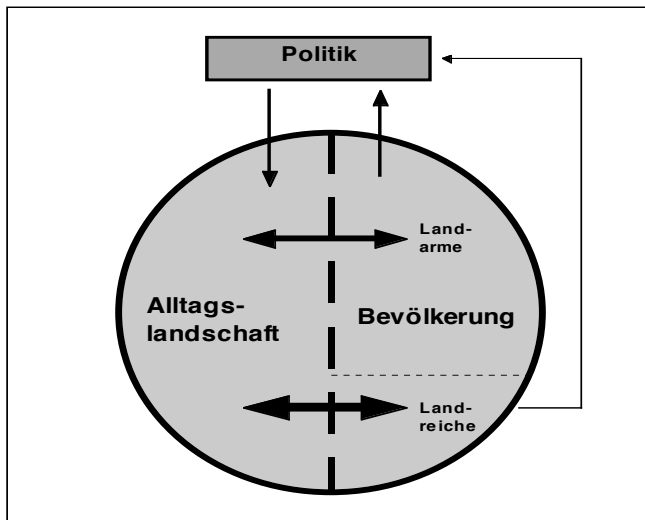 Politik
Land-
arme
Alltags-
landschaft
Bevölkerung
Land-
reiche